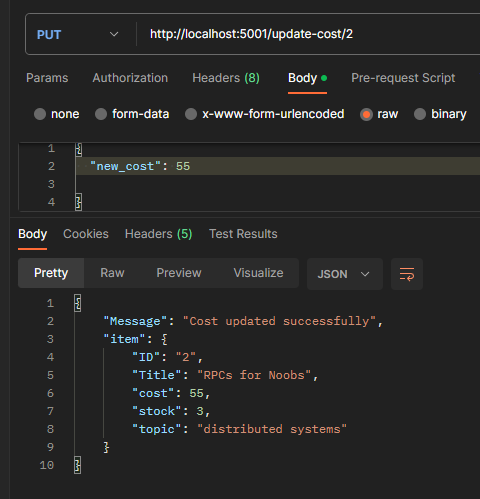 PUT http://localhost:5001/update-cost/2
Params Authorization Headers (8) Body Pre-request Script
none form-data x-www-form-urlencoded raw binary
1 {
2 "new_cost": 55
3
4 }
Body Cookies Headers (5) Test Results
Pretty Raw Preview Visualize JSON
1 {
2 "Message": "Cost updated successfully",
3 "item": {
4 "ID": "2",
5 "Title": "RPCs for Noobs",
6 "cost": 55,
7 "stock": 3,
8 "topic": "distributed systems"
9 }
10 }